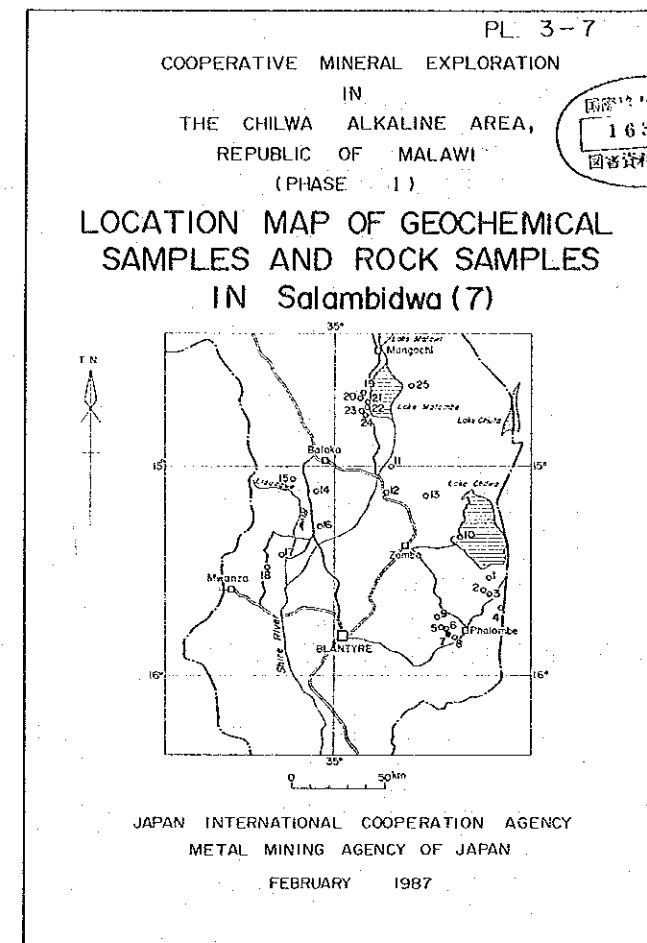 PL. 3-7
COOPERATIVE MINERAL EXPLORATION
IN
THE CHILWA ALKALINE AREA,
REPUBLIC OF MALAWI
(PHASE 1)
163
LOCATION MAP OF GEOCHEMICAL
SAMPLES AND ROCK SAMPLES
IN Salambidwa (7)
35°
TN
Lake Malawi
Mangochi
19
25
20
21
22
Lake Malombe
23
24
Lake Chiuta
Balaka
15°
11
15°
15
14
12
13
Lake Chilwa
16
10
Zomba
17
18
1
Mwanza
2
3
4
9
5
6
Phalombe
7
8
BLANTYRE
Shire River
16°
16°
35°
0
50km
JAPAN INTERNATIONAL COOPERATION AGENCY
METAL MINING AGENCY OF JAPAN
FEBRUARY 1987